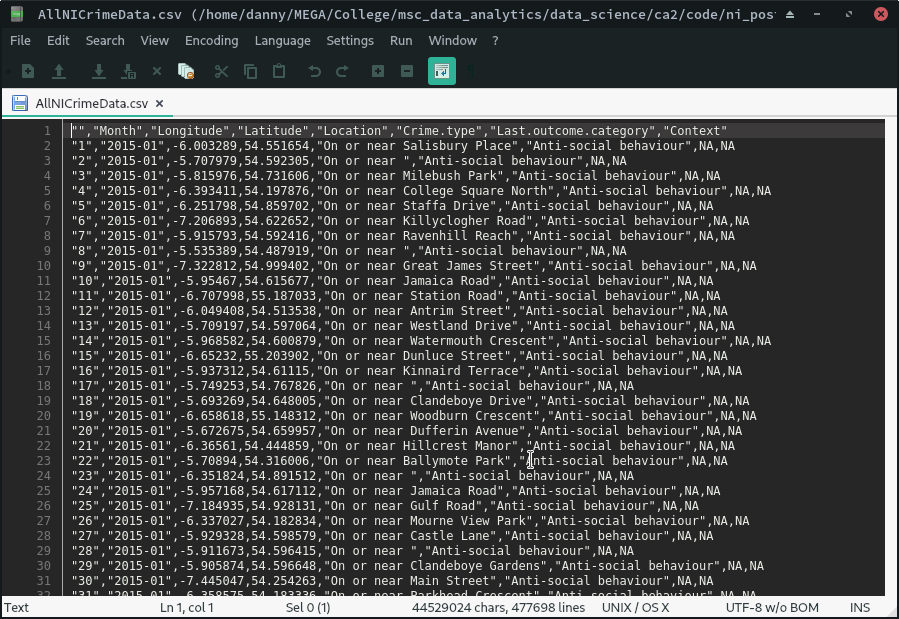 AllNICrimeData.csv (/home/danny/MEGA/College/msc_data_analytics/data_science/ca2/code/ni_pos
File Edit Search View Encoding Language Settings Run Window ?
AllNICrimeData.csv
1 "","Month","Longitude","Latitude","Location","Crime.type","Last.outcome.category","Context"
2 "1","2015-01",-6.003289,54.551654,"On or near Salisbury Place","Anti-social behaviour",NA,NA
3 "2","2015-01",-5.707979,54.592305,"On or near ","Anti-social behaviour",NA,NA
4 "3","2015-01",-5.815976,54.731606,"On or near Milebush Park","Anti-social behaviour",NA,NA
5 "4","2015-01",-6.393411,54.197876,"On or near College Square North","Anti-social behaviour",NA,NA
6 "5","2015-01",-6.251798,54.859702,"On or near Staffa Drive","Anti-social behaviour",NA,NA
7 "6","2015-01",-7.206893,54.622652,"On or near Killyclogher Road","Anti-social behaviour",NA,NA
8 "7","2015-01",-5.915793,54.592416,"On or near Ravenhill Reach","Anti-social behaviour",NA,NA
9 "8","2015-01",-5.535389,54.487919,"On or near ","Anti-social behaviour",NA,NA
10 "9","2015-01",-7.322812,54.999402,"On or near Great James Street","Anti-social behaviour",NA,NA
11 "10","2015-01",-5.95467,54.615677,"On or near Jamaica Road","Anti-social behaviour",NA,NA
12 "11","2015-01",-6.707998,55.187033,"On or near Station Road","Anti-social behaviour",NA,NA
13 "12","2015-01",-6.049408,54.513538,"On or near Antrim Street","Anti-social behaviour",NA,NA
14 "13","2015-01",-5.709197,54.597064,"On or near Westland Drive","Anti-social behaviour",NA,NA
15 "14","2015-01",-5.968582,54.600879,"On or near Watermouth Crescent","Anti-social behaviour",NA,NA
16 "15","2015-01",-6.65232,55.203902,"On or near Dunluce Street","Anti-social behaviour",NA,NA
17 "16","2015-01",-5.937312,54.61115,"On or near Kinnaird Terrace","Anti-social behaviour",NA,NA
18 "17","2015-01",-5.749253,54.767826,"On or near ","Anti-social behaviour",NA,NA
19 "18","2015-01",-5.693269,54.648005,"On or near Clandeboye Drive","Anti-social behaviour",NA,NA
20 "19","2015-01",-6.658618,55.148312,"On or near Woodburn Crescent","Anti-social behaviour",NA,NA
21 "20","2015-01",-5.672675,54.659957,"On or near Dufferin Avenue","Anti-social behaviour",NA,NA
22 "21","2015-01",-6.36561,54.444859,"On or near Hillcrest Manor","Anti-social behaviour",NA,NA
23 "22","2015-01",-5.70894,54.316006,"On or near Ballymote Park","Anti-social behaviour",NA,NA
24 "23","2015-01",-6.351824,54.891512,"On or near ","Anti-social behaviour",NA,NA
25 "24","2015-01",-5.957168,54.617112,"On or near Jamaica Road","Anti-social behaviour",NA,NA
26 "25","2015-01",-7.184935,54.928131,"On or near Gulf Road","Anti-social behaviour",NA,NA
27 "26","2015-01",-6.337027,54.182834,"On or near Mourne View Park","Anti-social behaviour",NA,NA
28 "27","2015-01",-5.929328,54.598579,"On or near Castle Lane","Anti-social behaviour",NA,NA
29 "28","2015-01",-5.911673,54.596415,"On or near ","Anti-social behaviour",NA,NA
30 "29","2015-01",-5.905874,54.596648,"On or near Clandeboye Gardens","Anti-social behaviour",NA,NA
31 "30","2015-01",-7.445047,54.254263,"On or near Main Street","Anti-social behaviour",NA,NA
32 "31","2015-01",-6.358575,54.183336,"On or near Parkhead Crescent","Anti-social behaviour",NA,NA
Text Ln 1, col 1 Sel 0 (1) 44529024 chars, 477698 lines UNIX / OS X UTF-8 w/o BOM INS